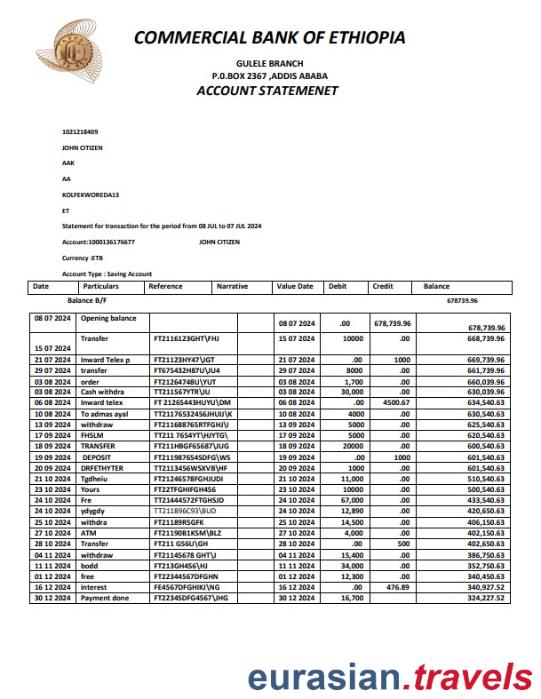 COMMERCIAL BANK OF ETHIOPIA
GULELE BRANCH
P.O.BOX 2367 ,ADDIS ABABA
ACCOUNT STATEMENET
1021218409
JOHN CITIZEN
AAK
AA
KOLFEKWOREDA13
ET
Statement for transaction for the period from 08 JUL to 07 JUL 2024
Account:1000136176677 JOHN CITIZEN
Currency :ETB
Account Type : Saving Account
Date Particulars Reference Narrative Value Date Debit Credit Balance
Balance B/F 678739.96
08 07 2024 Opening balance 08 07 2024 .00 678,739.96 678,739.96
15 07 2024 Transfer FT2116123GHT\FHJ 15 07 2024 10000 .00 668,739.96
21 07 2024 Inward Telex p FT21123HY47\JGT 21 07 2024 .00 1000 669,739.96
29 07 2024 transfer FT675432H87U\JU4 29 07 2024 8000 .00 661,739.96
03 08 2024 order FT21264748U\YUT 03 08 2024 1,700 .00 660,039.96
03 08 2024 Cash withdra TT211567YTR\IU 03 08 2024 30,000 .00 630,039.96
06 08 2024 Inward telex FT 21265443HUYU\DM 06 08 2024 .00 4500.67 634,540.63
10 08 2024 To admas ayal TT21176532456JHUI\K 10 08 2024 4000 .00 630,540.63
13 09 2024 withdraw FT211688765RTFGHJ\T 13 09 2024 5000 .00 625,540.63
17 09 2024 FHSLM TT211 7654YT\HJYTG\ 17 09 2024 5000 .00 620,540.63
18 09 2024 TRANSFER FT211HBGF65687\IUG 18 09 2024 20000 .00 600,540.63
19 09 2024 DEPOSIT FT2119876545DFG\WS 19 09 2024 .00 1000 601,540.63
20 09 2024 DRFETHYTER TT2113456WSXVB\HF 20 09 2024 1000 .00 601,540.63
21 10 2024 Tgdheiu FT21246578FGHJUDI 21 10 2024 11,000 .00 510,540.63
23 10 2024 Yours FT22TFGHIFGH456 23 10 2024 10000 .00 500,540.63
24 10 2024 Fre TT21444572FTGHSJD 24 10 2024 67,000 .00 433,540.63
24 10 2024 ydygdy TT211896C93\BUD 24 10 2024 12,890 .00 420,650.63
25 10 2024 withdra FT21189RSGFK 25 10 2024 14,500 .00 406,150.63
27 10 2024 ATM FT21190B1K5M\BLZ 27 10 2024 4,000 .00 402,150.63
28 10 2024 Transfer FT211 G56U\GH 28 10 2024 .00 500 402,650.63
04 11 2024 withdraw FT21145678 GHT\J 04 11 2024 15,400 .00 386,750.63
11 11 2024 bodd FT213GH456\HJ 11 11 2024 34,000 .00 352,750.63
01 12 2024 free FT22344567DFGHN 01 12 2024 12,300 .00 340,450.63
16 12 2024 interest FE4567DFGHIKJ\NG 16 12 2024 .00 476.89 340,927.52
30 12 2024 Payment done FT22345DFG4567\JHG 30 12 2024 16,700 324,227.52
eurasian.travels